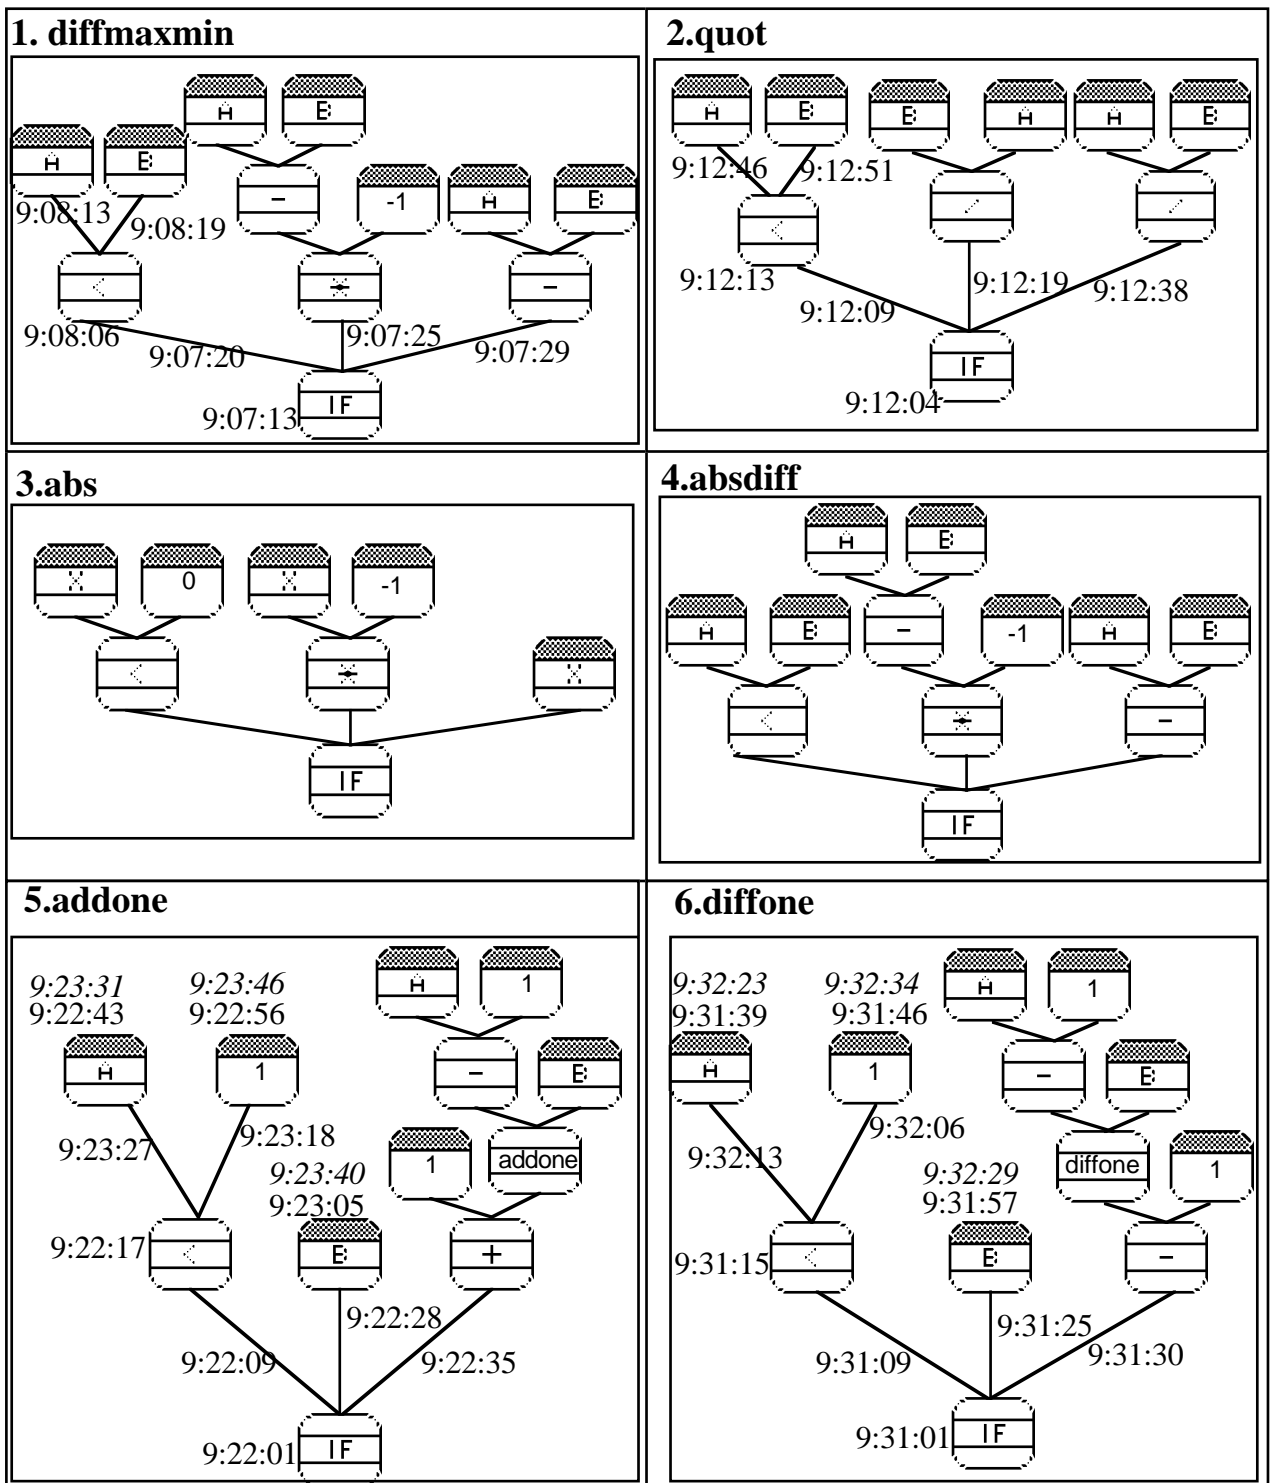 1. diffmaxmin
A B
A B
- -1 A B
9:08:13 9:08:19
< * -
9:08:06 9:07:20 9:07:25 9:07:29
IF
9:07:13
2.quot
A B B A A B
9:12:46 9:12:51
< / /
9:12:13 9:12:09 9:12:19 9:12:38
IF
9:12:04
3.abs
X 0 X -1
< * X
IF
4.absdiff
A B
A B - -1 A B
< * -
IF
5.addone
A 1
9:23:31 9:23:46
9:22:43 9:22:56
A 1 - B
9:23:27 9:23:18
1 addone
9:23:40
9:23:05
9:22:17 < B +
9:22:28
9:22:09 9:22:35
9:22:01 IF
6.diffone
A 1
9:32:23 9:32:34
9:31:39 9:31:46
A 1 - B
9:32:13 9:32:06
diffone 1
9:32:29
9:31:57
9:31:15 < B -
9:31:25
9:31:09 9:31:30
9:31:01 IF